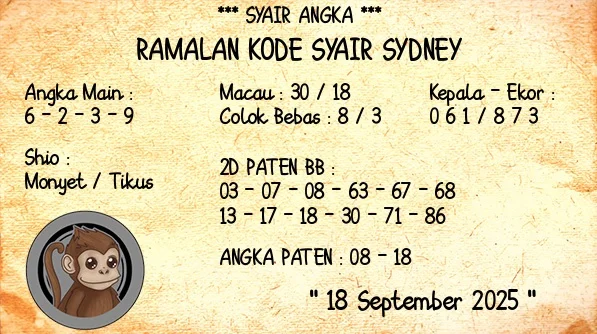 *** SYAIR ANGKA ***
RAMALAN KODE SYAIR SYDNEY
Angka Main :
6 - 2 - 3 - 9
Macau : 30 / 18
Colok Bebas : 8 / 3
Kepala - Ekor :
0 6 1 / 8 7 3
Shio :
Monyet / Tikus
2D PATEN BB :
03 - 07 - 08 - 63 - 67 - 68
13 - 17 - 18 - 30 - 71 - 86
ANGKA PATEN : 08 - 18
" 18 September 2025 "